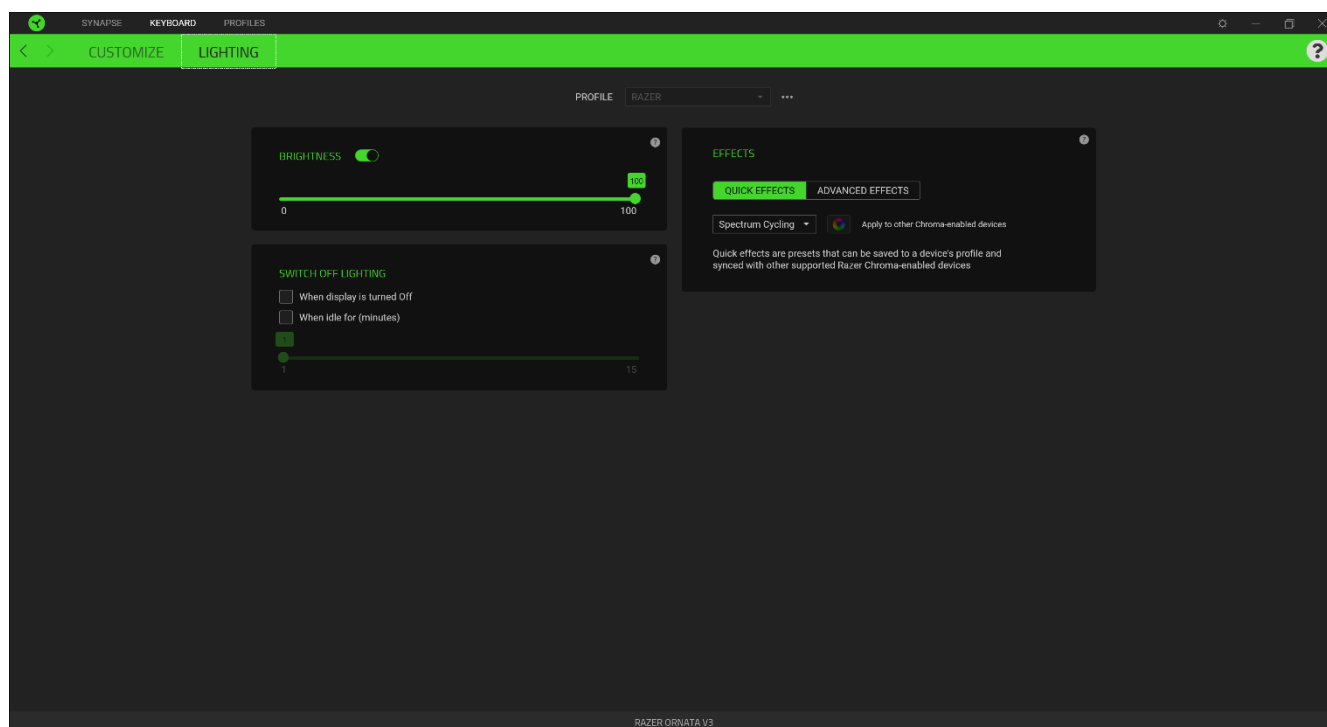 SYNAPSE KEYBOARD PROFILES
CUSTOMIZE LIGHTING ?
PROFILE RAZER
BRIGHTNESS ?
100
0 100
SWITCH OFF LIGHTING ?
When display is turned Off
When idle for (minutes)
1
1 15
EFFECTS ?
QUICK EFFECTS ADVANCED EFFECTS
Spectrum Cycling Apply to other Chroma-enabled devices
Quick effects are presets that can be saved to a device's profile and
synced with other supported Razer Chroma-enabled devices
RAZER ORNATA V3